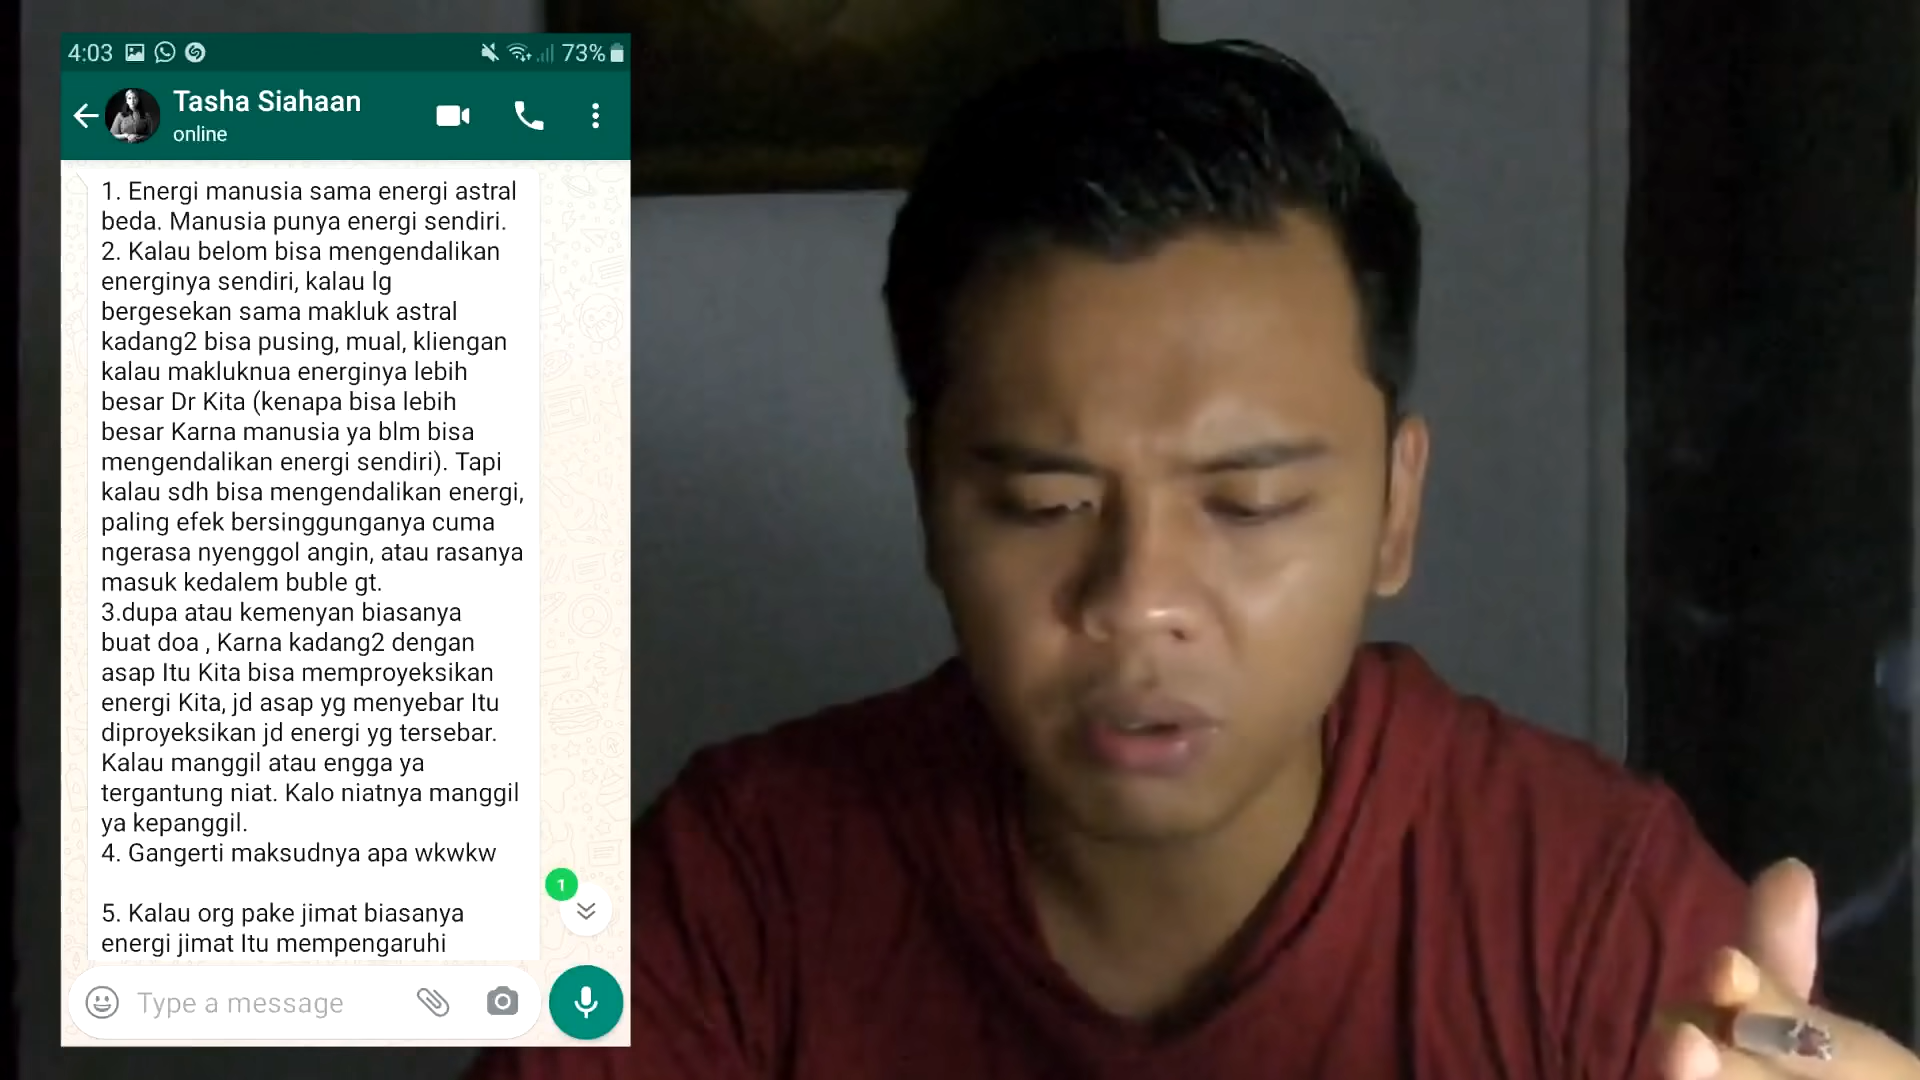 4:03
73%
Tasha Siahaan
online
1. Energi manusia sama energi astral
beda. Manusia punya energi sendiri.
2. Kalau belom bisa mengendalikan
energinya sendiri, kalau lg
bergesekan sama makluk astral
kadang2 bisa pusing, mual, kliengan
kalau makluknua energinya lebih
besar Dr Kita (kenapa bisa lebih
besar Karna manusia ya blm bisa
mengendalikan energi sendiri). Tapi
kalau sdh bisa mengendalikan energi,
paling efek bersinggunganya cuma
ngerasa nyenggol angin, atau rasanya
masuk kedalem buble gt.
3.dupa atau kemenyan biasanya
buat doa , Karna kadang2 dengan
asap Itu Kita bisa memproyeksikan
energi Kita, jd asap yg menyebar Itu
diproyeksikan jd energi yg tersebar.
Kalau manggil atau engga ya
tergantung niat. Kalo niatnya manggil
ya kepanggil.
4. Gangerti maksudnya apa wkwkw
5. Kalau org pake jimat biasanya
energi jimat Itu mempengaruhi
1
Type a message